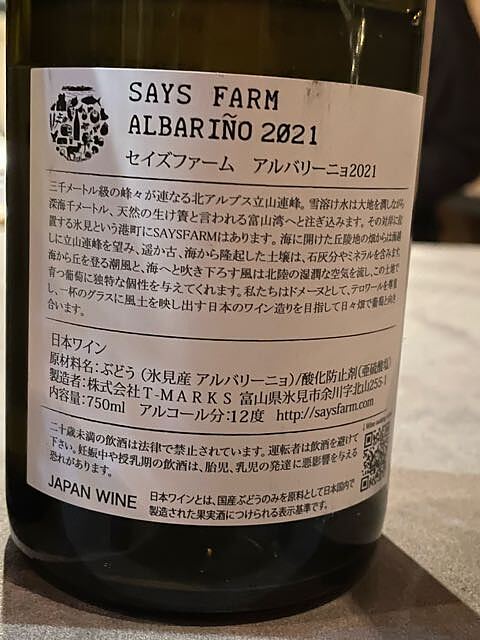 SAYS FARM
ALBARIÑO 2021
セイズファーム アルバリーニョ2021
三千メートル級の峰々が連なる北アルプス立山連峰。雪溶け水は大地を潤しながら
深海千メートル、天然の生け簀と言われる富山湾へと注ぎ込みます。その対岸に位
置する氷見という港町にSAYSFARMはあります。海に開けた丘陵地の畑からは海越
しに立山連峰を望み、遥か古、海から隆起した土壌は、石灰分やミネラルを含みます。
海から丘を登る潮風と、海へと吹き下ろす風は北陸の湿潤な空気を流し、この土地で
育つ葡萄に独特な個性を与えてくれます。私たちはドメーヌとして、テロワールを尊重
し、一杯のグラスに風土を映し出す日本のワイン造りを目指して日々畑で葡萄と向き
合います。
日本ワイン
原材料名:ぶどう(氷見産 アルバリーニョ)/酸化防止剤(亜硫酸塩)
製造者:株式会社T-MARKS 富山県氷見市余川字北山255-1
内容量:750ml アルコール分:12度 http://saysfarm.com
二十歳未満の飲酒は法律で禁止されています。運転者は飲酒を避けて
下さい。妊娠中や授乳期の飲酒は、胎児、乳児の発達に悪影響を与える
恐れがあります。
JAPAN WINE
日本ワインとは、国産ぶどうのみを原料として日本国内で
製造された果実酒につけられる表示基準です。